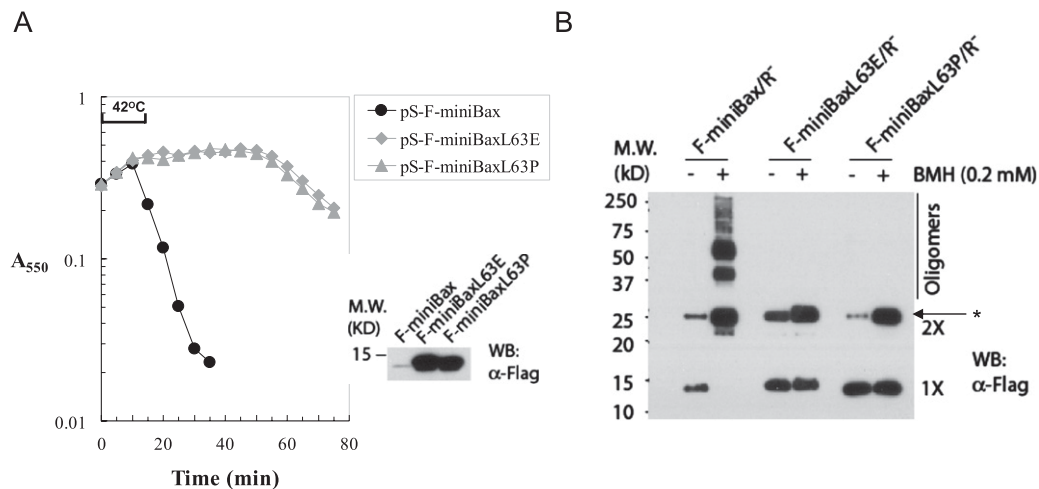 A
1
0.1
0.01
A550
42°C
pS-F-miniBax
pS-F-miniBaxL63E
pS-F-miniBaxL63P
0 20 40 60 80
Time (min)
M.W.
(KD)
15
F-miniBax
F-miniBaxL63E
F-miniBaxL63P
WB:
α-Flag
B
F-miniBax/R⁻
F-miniBaxL63E/R⁻
F-miniBaxL63P/R⁻
M.W.
(kD)
- + - + - + BMH (0.2 mM)
250
75
50
37
25
20
15
10
Oligomers
*
2X
1X
WB:
α-Flag